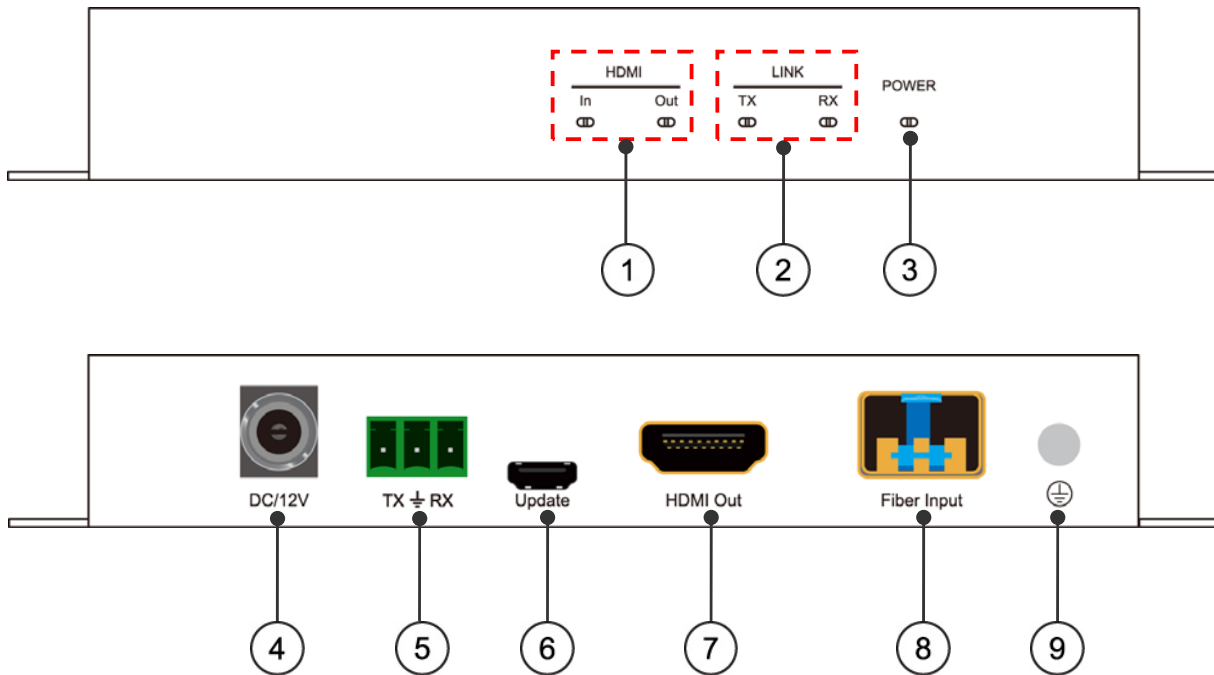 HDMI LINK
In Out TX RX POWER
1 2 3
DC/12V TX ⏚ RX Update HDMI Out Fiber Input
4 5 6 7 8 9